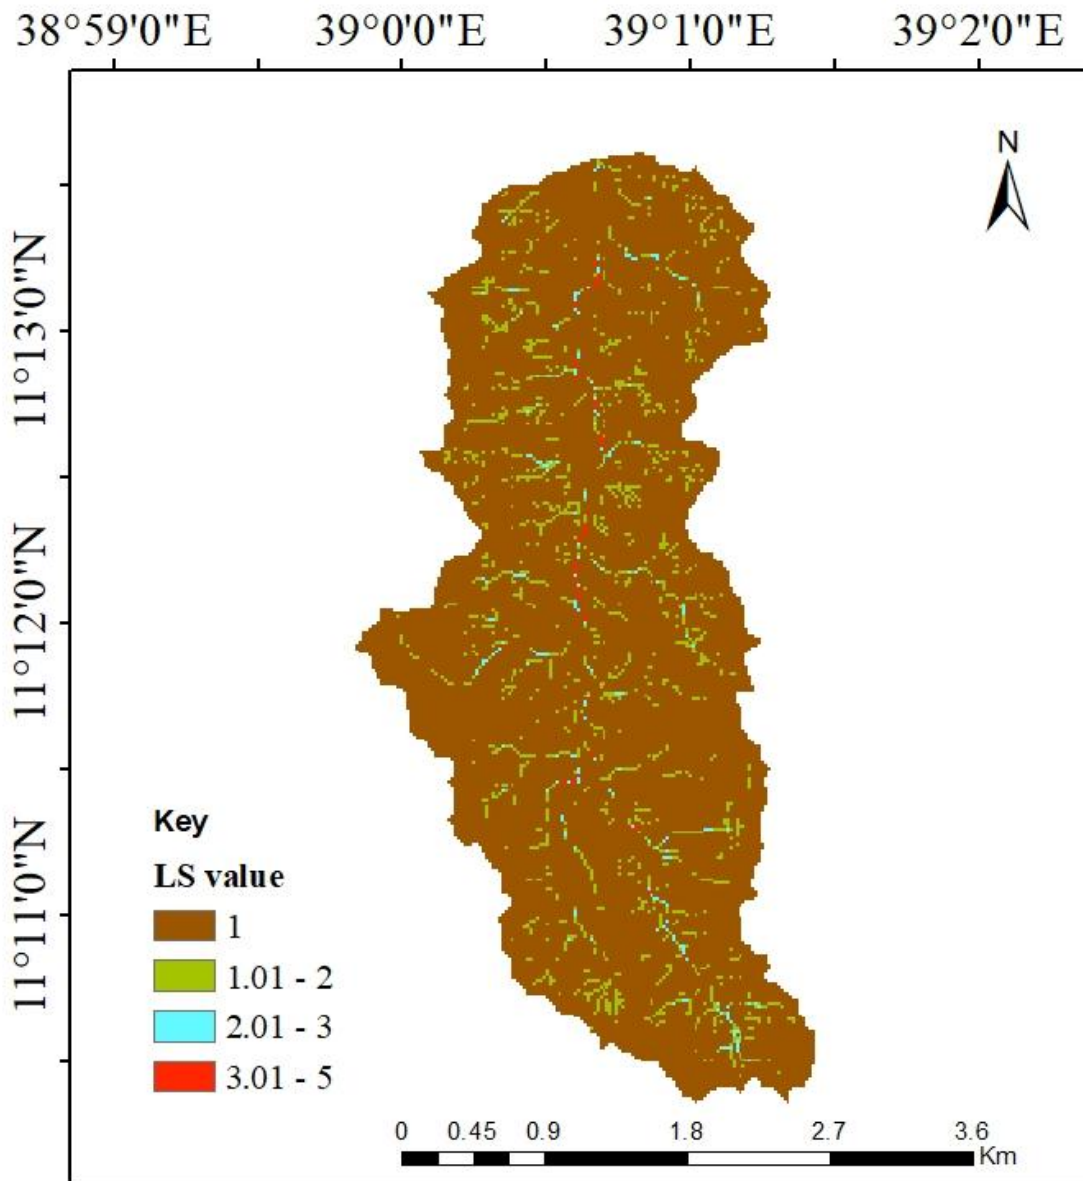 38°59'0"E 39°0'0"E 39°1'0"E 39°2'0"E
N
11°13'0"N
11°12'0"N
11°11'0"N
Key
LS value
1
1.01 - 2
2.01 - 3
3.01 - 5
0 0.45 0.9 1.8 2.7 3.6
Km